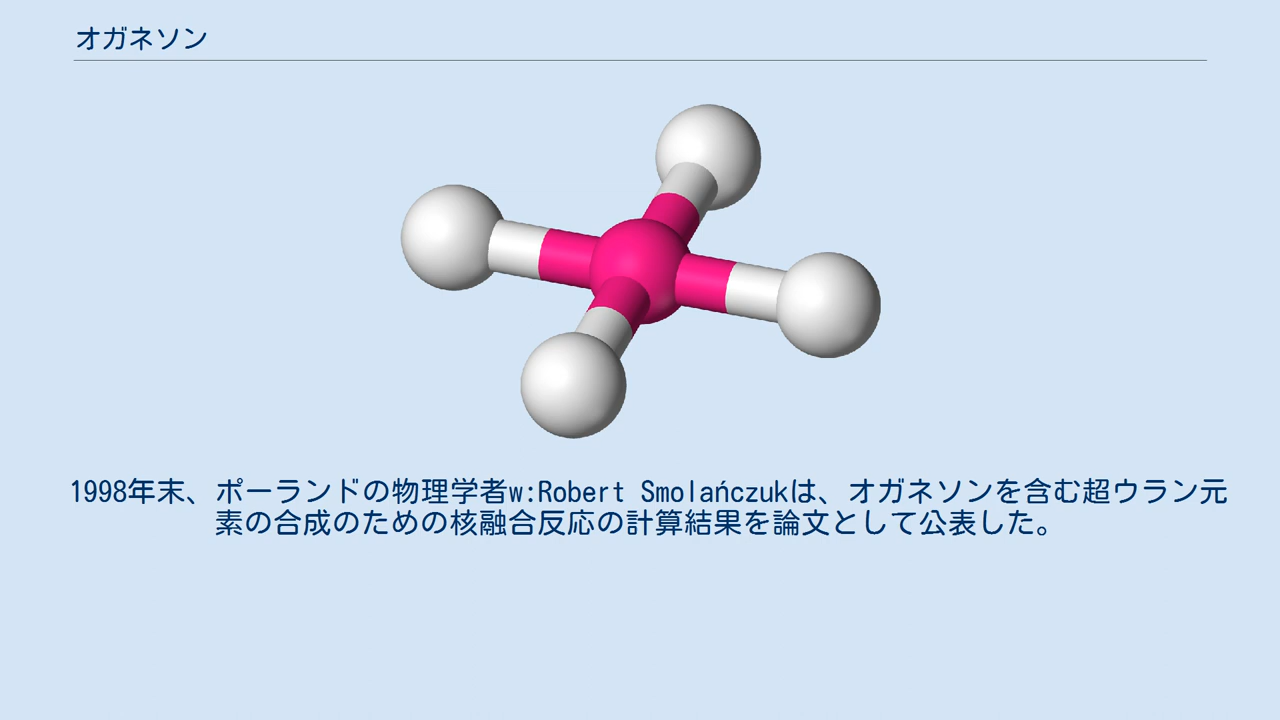 オガネソン
1998年末、ポーランドの物理学者w:Robert Smolańczukは、オガネソンを含む超ウラン元
素の合成のための核融合反応の計算結果を論文として公表した。